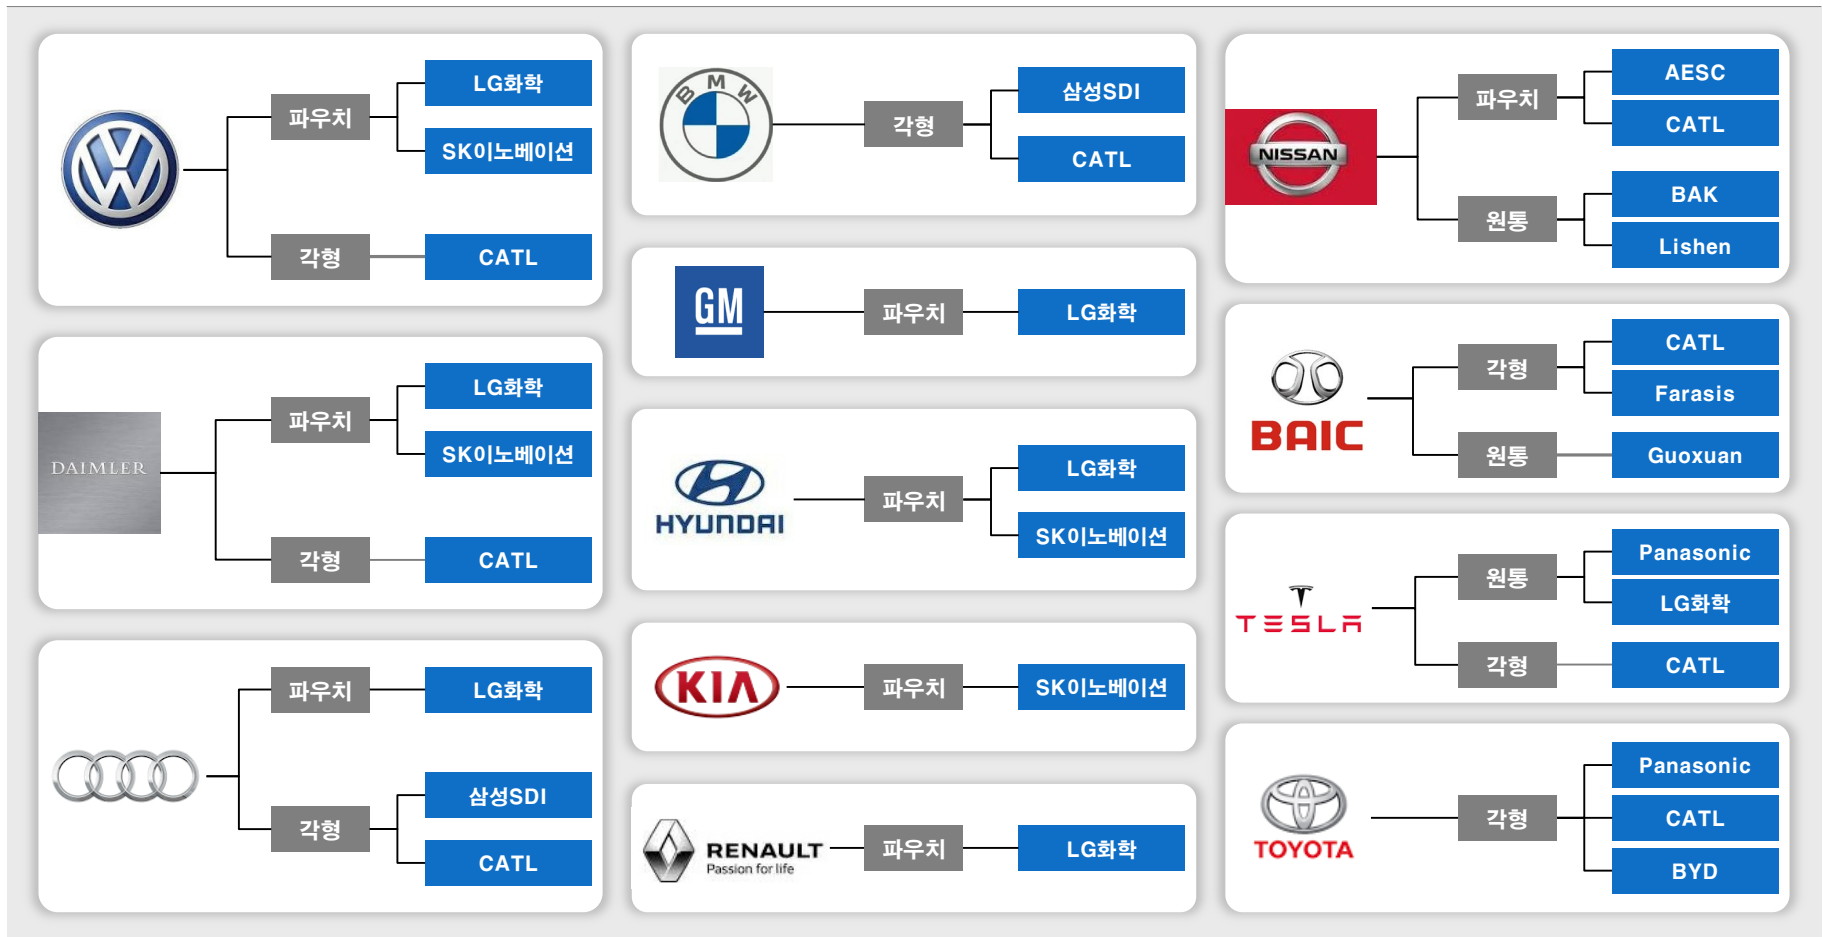 LG화학
파우치
SK이노베이션
각형
CATL
DAIMLER
LG화학
파우치
SK이노베이션
각형
CATL
파우치
LG화학
삼성SDI
각형
CATL
BMW
삼성SDI
각형
CATL
GM
파우치
LG화학
HYUNDAI
LG화학
파우치
SK이노베이션
KIA
파우치
SK이노베이션
RENAULT
Passion for life
파우치
LG화학
NISSAN
AESC
파우치
CATL
BAK
원통
Lishen
BAIC
CATL
각형
Farasis
원통
Guoxuan
TESLA
Panasonic
원통
LG화학
각형
CATL
TOYOTA
Panasonic
각형
CATL
BYD